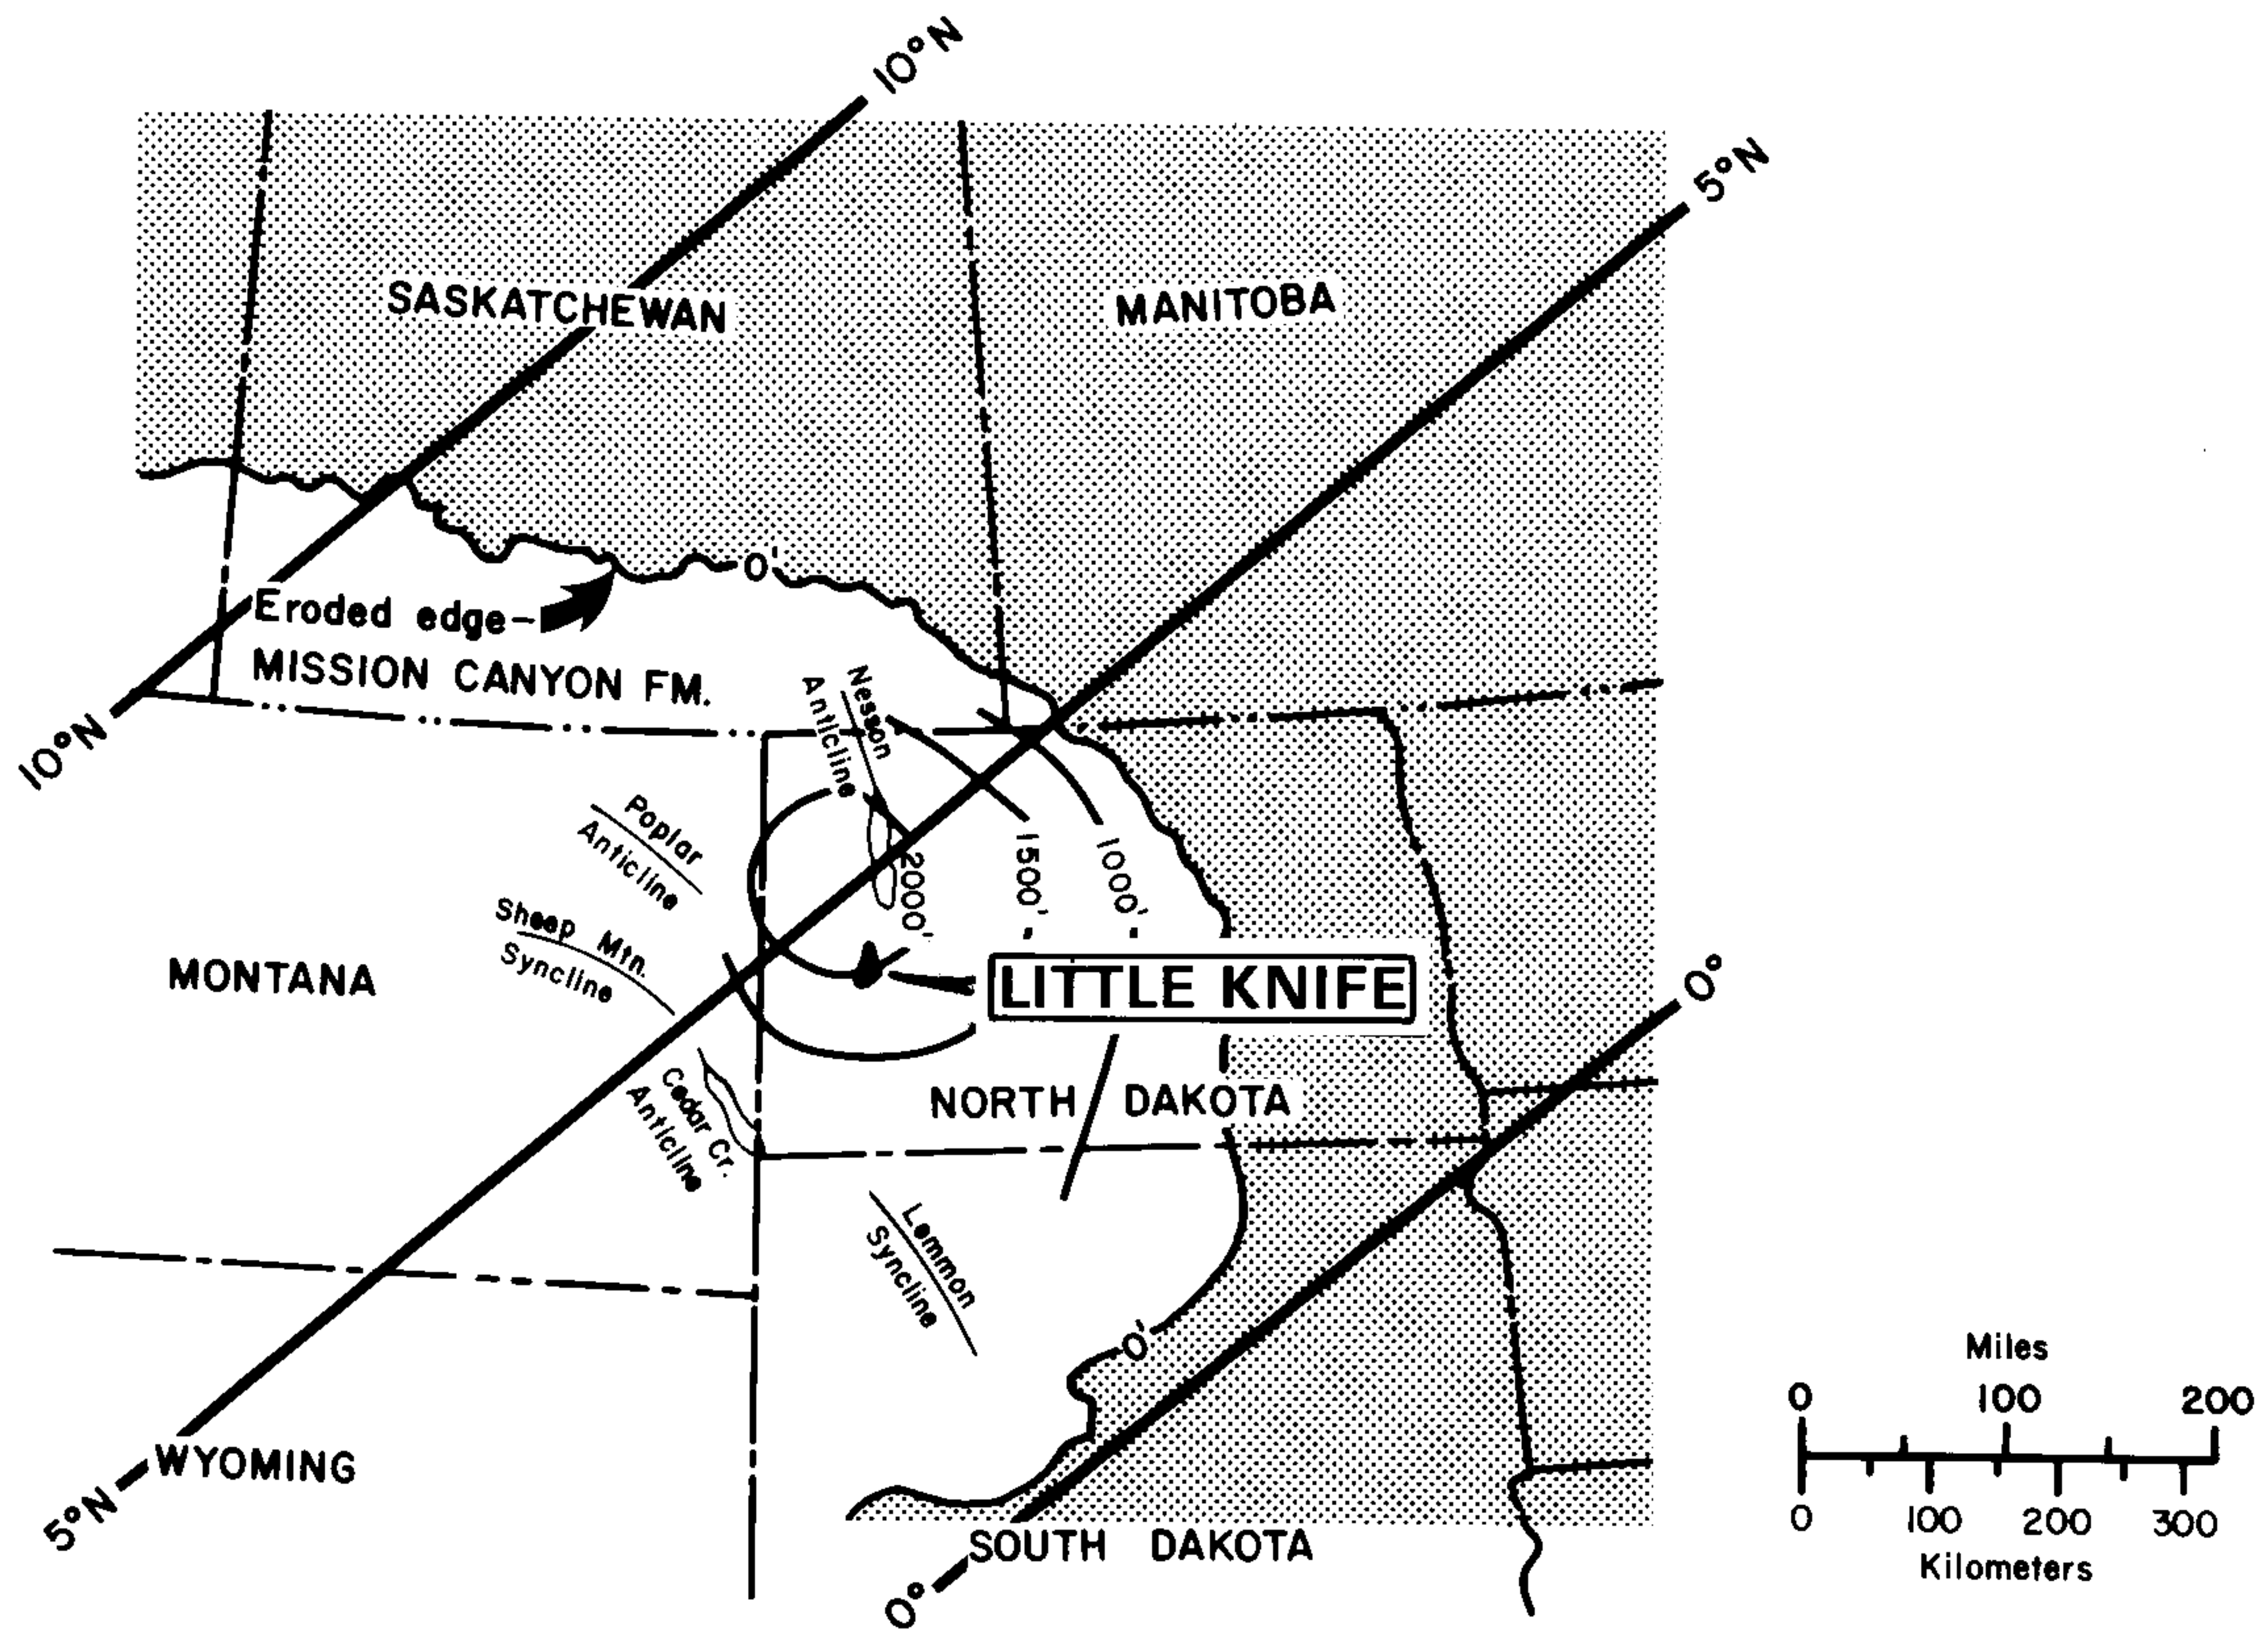 10°N
5°N
SASKATCHEWAN
MANITOBA
0'
Eroded edge-
MISSION CANYON FM.
Nesson
Anticline
10°N
Poplar
Anticline
1500'
1000'
2000'
Sheep Mtn.
Syncline
MONTANA
LITTLE KNIFE
0°
Cedar Cr.
Anticline
NORTH DAKOTA
Lemmon
Syncline
0'
WYOMING
5°N
SOUTH DAKOTA
0°
Miles
0 100 200
0 100 200 300
Kilometers